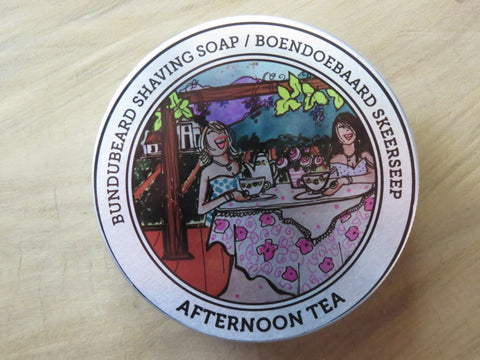 BUNDUBEARD SHAVING SOAP / BOENDOEBAARD SKEERSEEP
AFTERNOON TEA